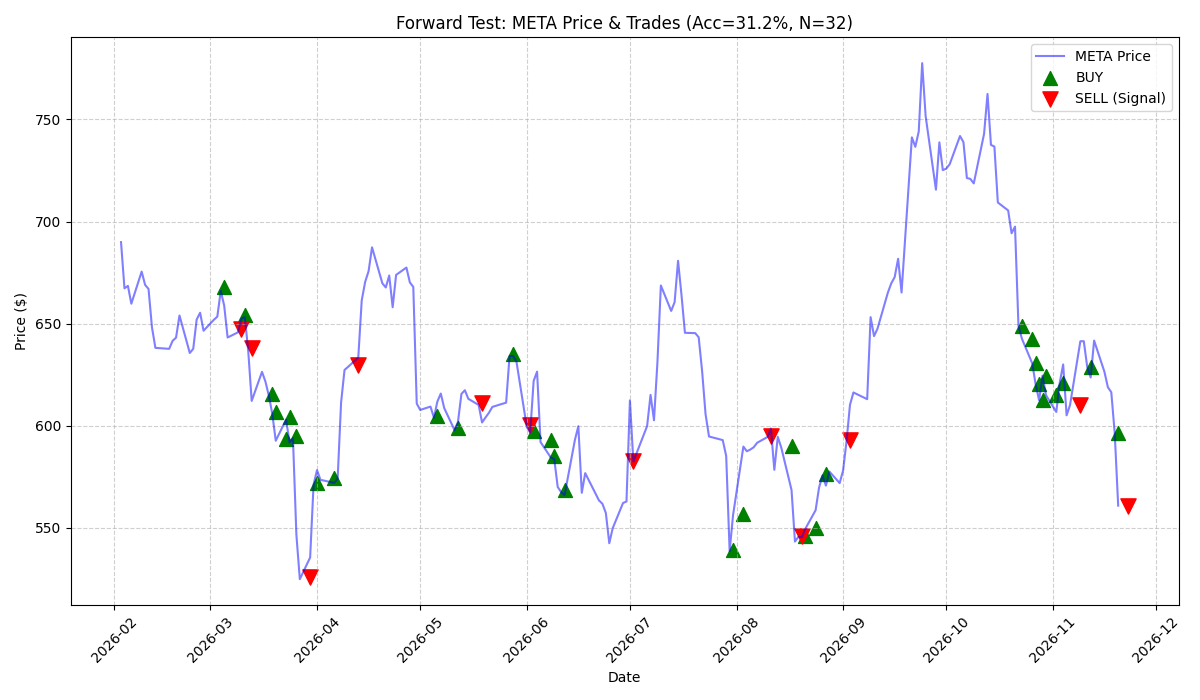 Forward Test: META Price & Trades (Acc=31.2%, N=32)
META Price
BUY
SELL (Signal)
Price ($)
750
700
650
600
550
2026-02
2026-03
2026-04
2026-05
2026-06
2026-07
2026-08
2026-09
2026-10
2026-11
2026-12
Date